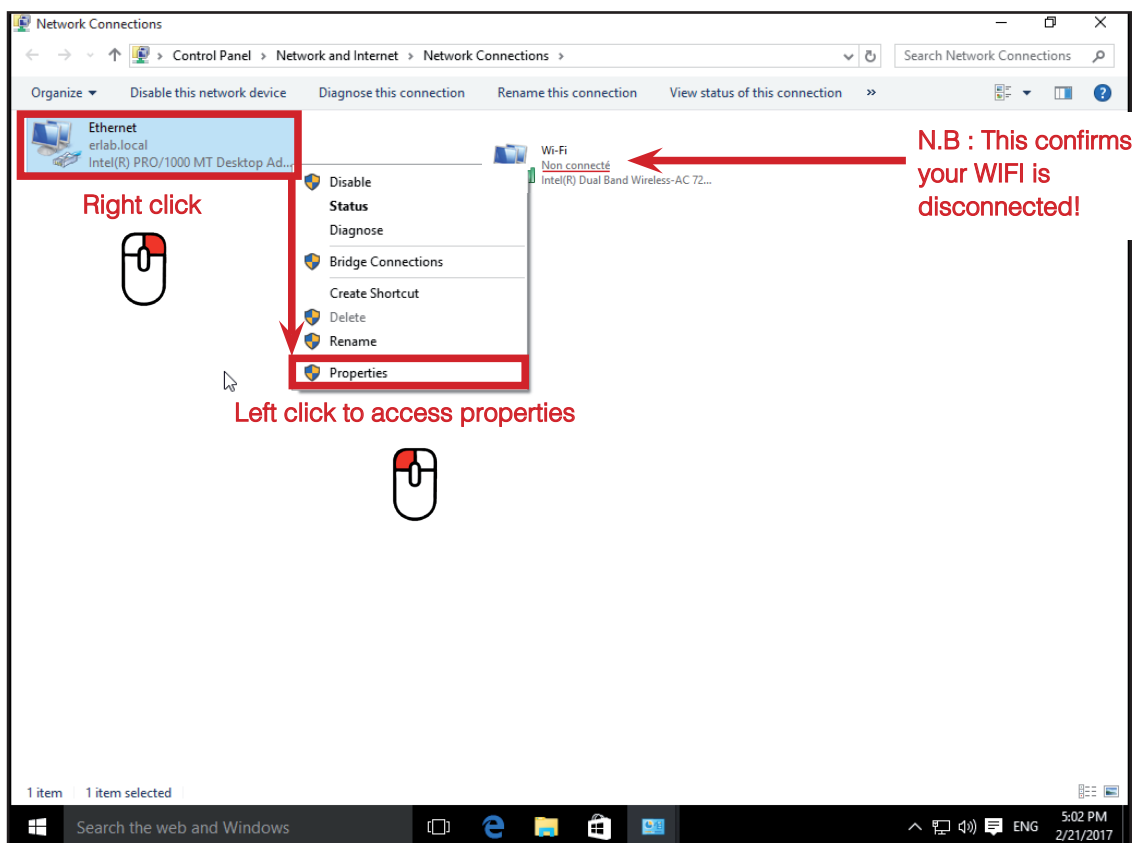 Network Connections
Control Panel > Network and Internet > Network Connections >
Search Network Connections
Organize
Disable this network device
Diagnose this connection
Rename this connection
View status of this connection
»
Ethernet
erlab.local
Intel(R) PRO/1000 MT Desktop Ad...
Wi-Fi
Non connecté
Intel(R) Dual Band Wireless-AC 72...
N.B : This confirms
your WIFI is
disconnected!
Right click
Disable
Status
Diagnose
Bridge Connections
Create Shortcut
Delete
Rename
Properties
Left click to access properties
1 item
1 item selected
Search the web and Windows
ENG
5:02 PM
2/21/2017